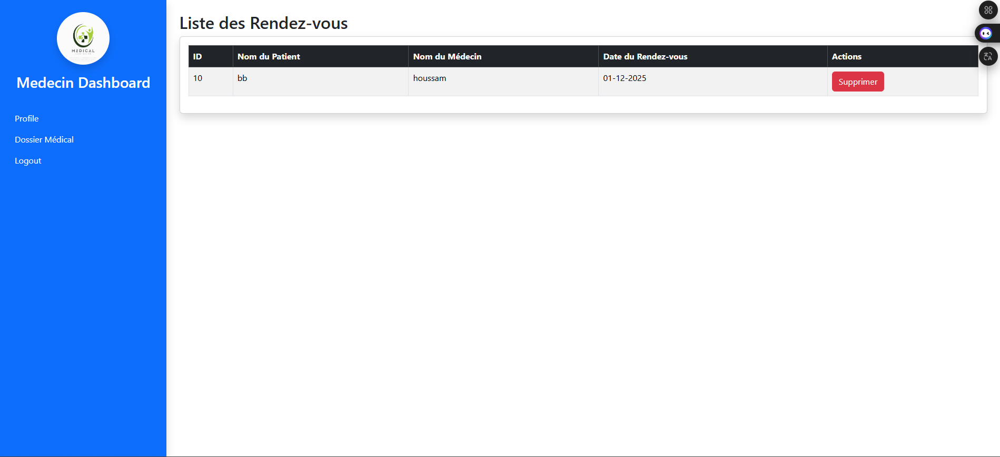 MEDICAL
Medecin Dashboard
Profile
Dossier Médical
Logout
Liste des Rendez-vous
ID Nom du Patient Nom du Médecin Date du Rendez-vous Actions
10 bb houssam 01-12-2025 Supprimer